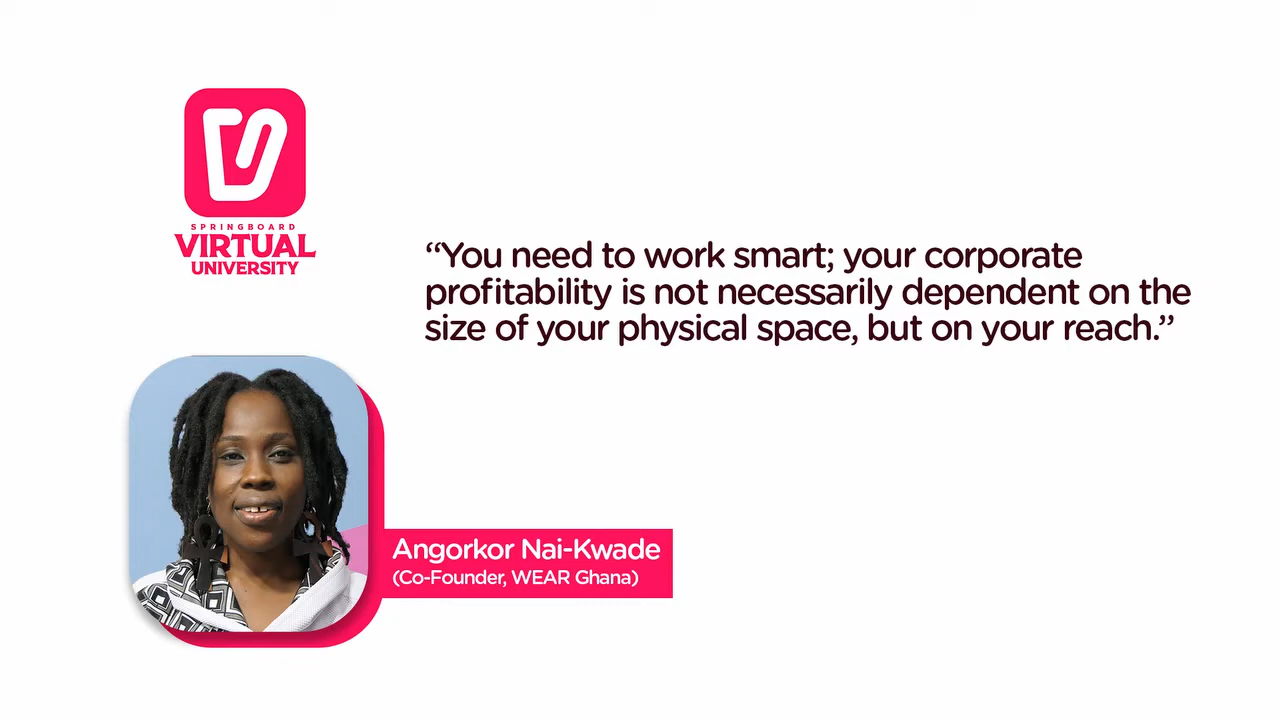 SPRINGBOARD
VIRTUAL
UNIVERSITY
“You need to work smart; your corporate
profitability is not necessarily dependent on the
size of your physical space, but on your reach.”
Angorkor Nai-Kwade
(Co-Founder, WEAR Ghana)